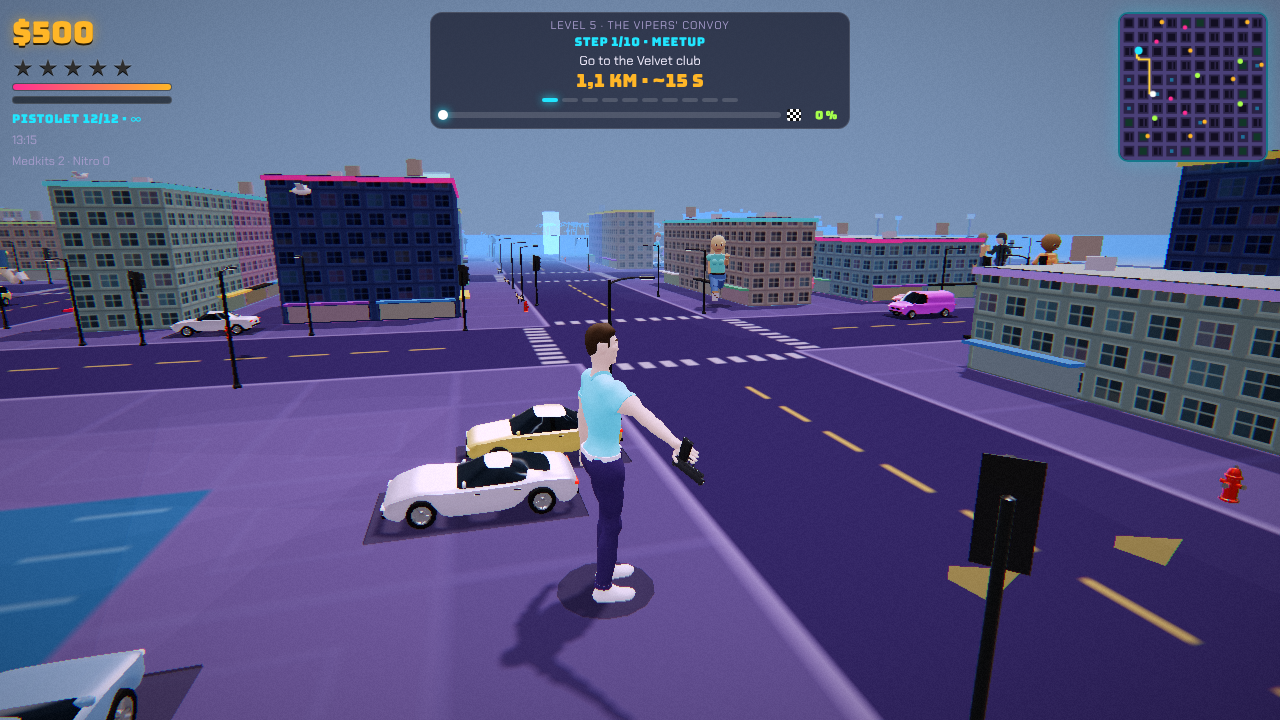 $500
PISTOLET 12/12 • ∞
13:15
Medkits 2 · Nitro 0
LEVEL 5 · THE VIPERS' CONVOY
STEP 1/10 • MEETUP
Go to the Velvet club
1,1 KM • ~15 S
0 %